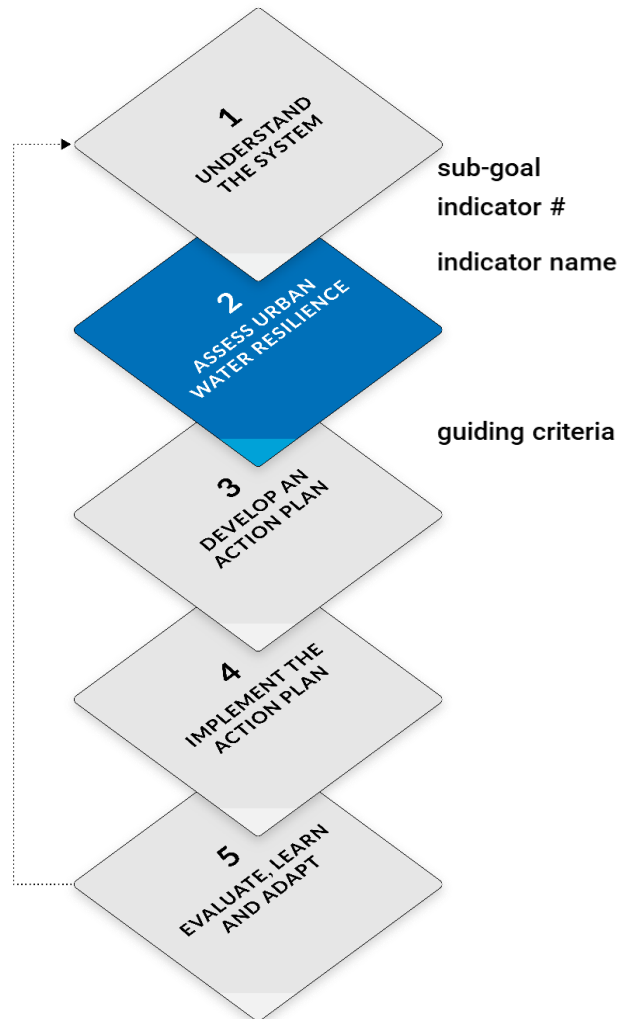 1
UNDERSTAND
THE SYSTEM
sub-goal
indicator #
indicator name
2
ASSESS URBAN
WATER RESILIENCE
guiding criteria
3
DEVELOP AN
ACTION PLAN
4
IMPLEMENT THE
ACTION PLAN
5
EVALUATE, LEARN
AND ADAPT